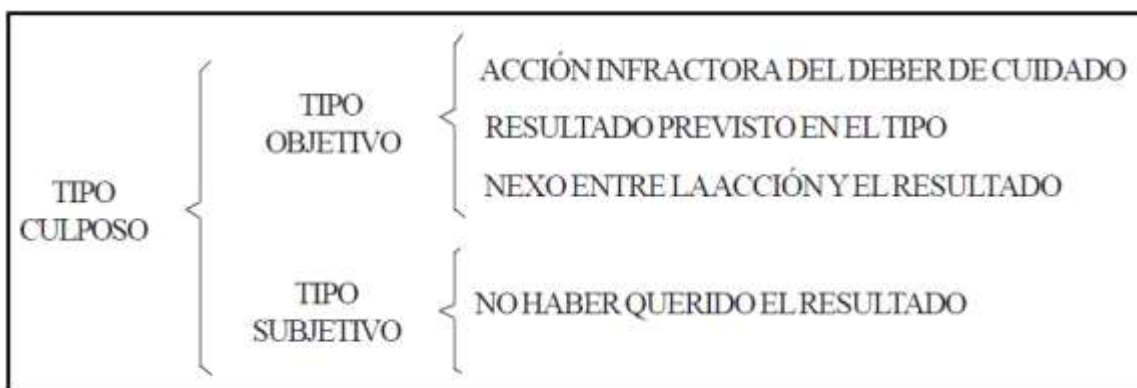 TIPO
CULPOSO
TIPO
OBJETIVO
ACCIÓN INFRACTORA DEL DEBER DE CUIDADO
RESULTADO PREVISTO EN EL TIPO
NEXO ENTRE LA ACCIÓN Y EL RESULTADO
TIPO
SUBJETIVO
NO HABER QUERIDO EL RESULTADO